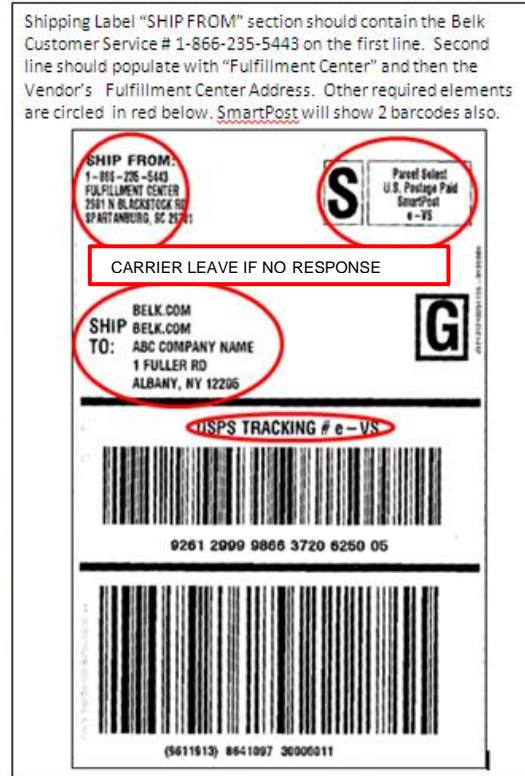 Shipping Label “SHIP FROM” section should contain the Belk
Customer Service # 1-866-235-5443 on the first line. Second
line should populate with “Fulfillment Center” and then the
Vendor’s Fulfillment Center Address. Other required elements
are circled in red below. SmartPost will show 2 barcodes also.
SHIP FROM:
1-866-235-5443
FULFILLMENT CENTER
2981 N BLACKSTOCK RD
SPARTANBURG, SC
S
Parcel Select
U.S. Postage Paid
SmartPost
e-VS
CARRIER LEAVE IF NO RESPONSE
SHIP TO:
BELK.COM
BELK.COM
ABC COMPANY NAME
1 FULLER RD
ALBANY, NY 12205
G
USPS TRACKING # e-VS
9261 2999 9866 3720 6250 05
(5611913) 8641097 30000011